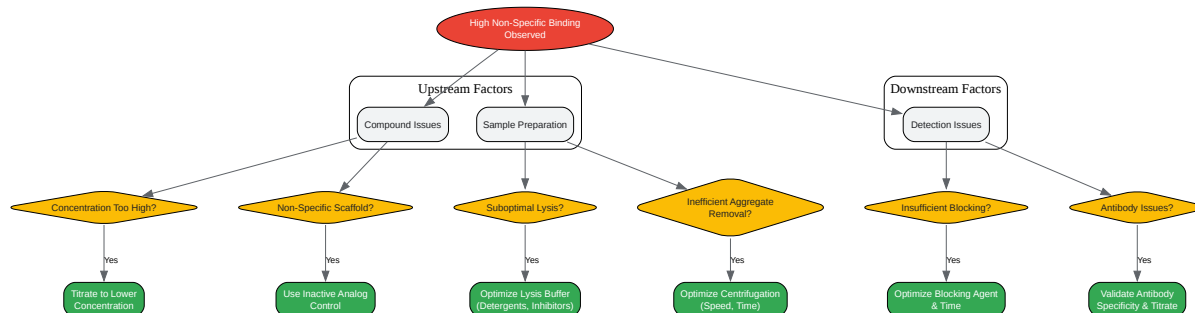 High Non-Specific Binding
Observed
Upstream Factors
Downstream Factors
Compound Issues
Sample Preparation
Detection Issues
Concentration Too High?
Non-Specific Scaffold?
Suboptimal Lysis?
Inefficient Aggregate
Removal?
Insufficient Blocking?
Antibody Issues?
Yes
Yes
Yes
Yes
Yes
Yes
Titrate to Lower
Concentration
Use Inactive Analog
Control
Optimize Lysis Buffer
(Detergents, Inhibitors)
Optimize Centrifugation
(Speed, Time)
Optimize Blocking Agent
& Time
Validate Antibody
Specificity & Titrate